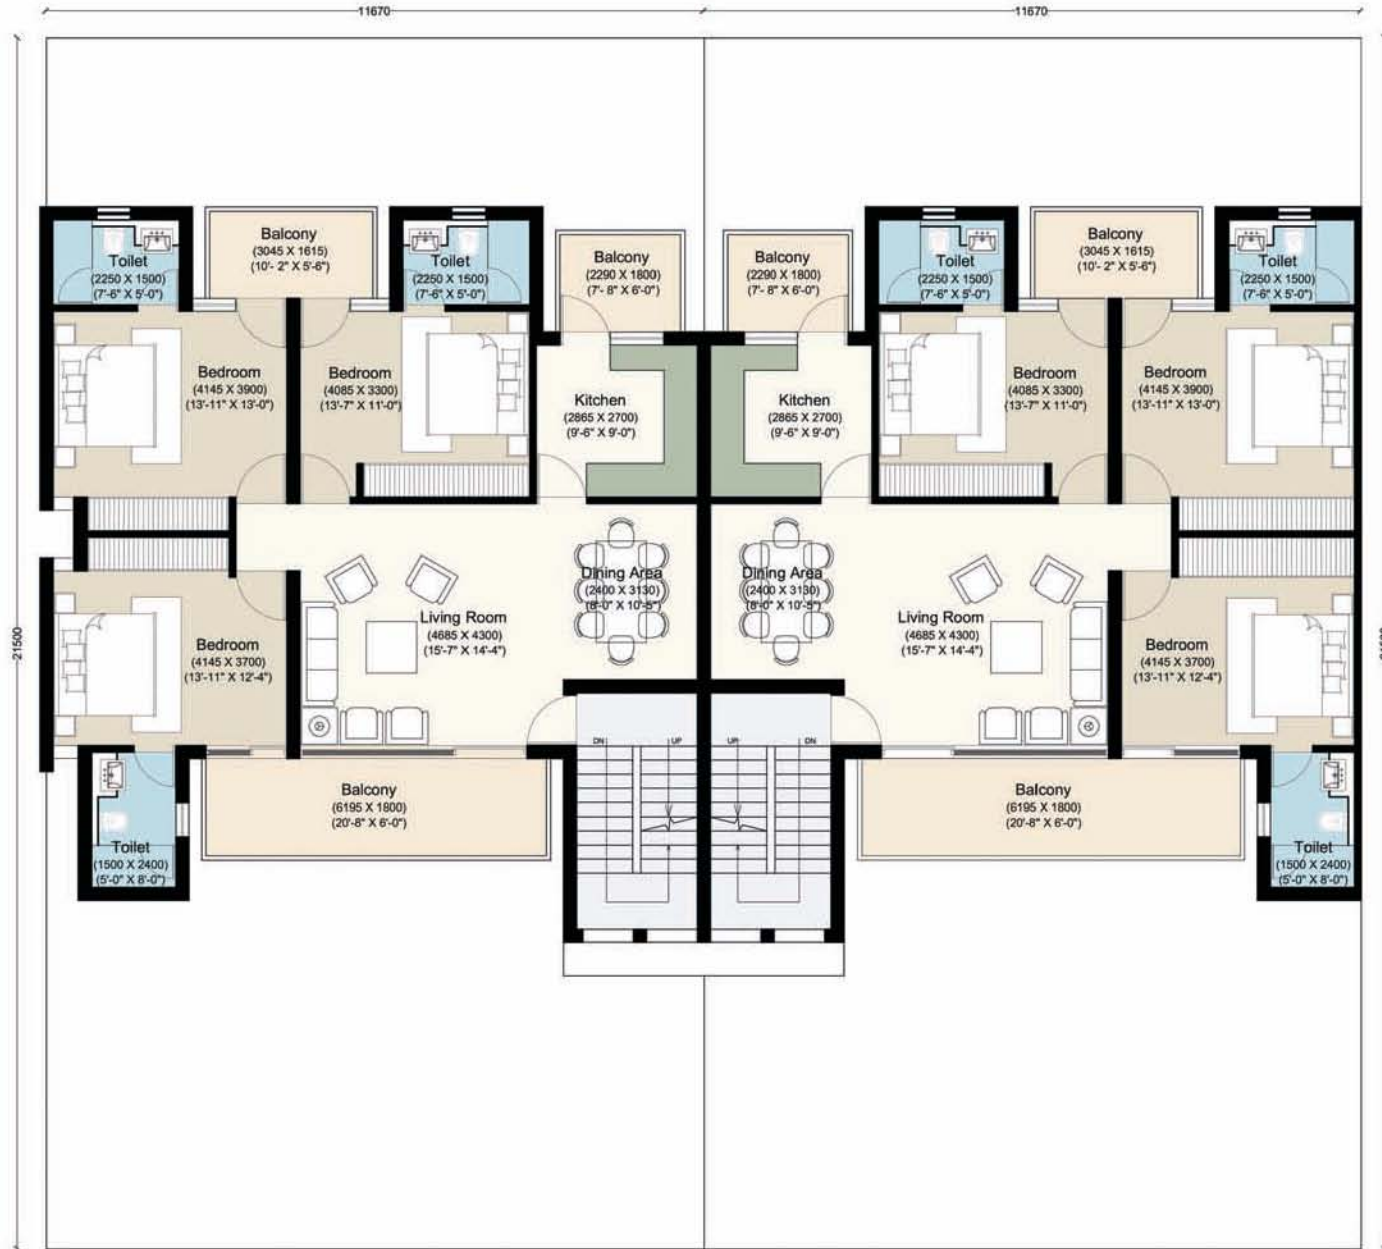 11670
11670
21500
Toilet
(2250 X 1500)
(7'-6" X 5'-0")
Balcony
(3045 X 1615)
(10'- 2" X 5'-6")
Toilet
(2250 X 1500)
(7'-6" X 5'-0")
Balcony
(2290 X 1800)
(7'- 8" X 6'-0")
Balcony
(2290 X 1800)
(7'- 8" X 6'-0")
Toilet
(2250 X 1500)
(7'-6" X 5'-0")
Balcony
(3045 X 1615)
(10'- 2" X 5'-6")
Toilet
(2250 X 1500)
(7'-6" X 5'-0")
Bedroom
(4145 X 3900)
(13'-11" X 13'-0")
Bedroom
(4085 X 3300)
(13'-7" X 11'-0")
Kitchen
(2865 X 2700)
(9'-6" X 9'-0")
Kitchen
(2865 X 2700)
(9'-6" X 9'-0")
Bedroom
(4085 X 3300)
(13'-7" X 11'-0")
Bedroom
(4145 X 3900)
(13'-11" X 13'-0")
Bedroom
(4145 X 3700)
(13'-11" X 12'-4")
Living Room
(4685 X 4300)
(15'-7" X 14'-4")
Dining Area
(2400 X 3130)
(8'-0" X 10'-5")
Dining Area
(2400 X 3130)
(8'-0" X 10'-5")
Living Room
(4685 X 4300)
(15'-7" X 14'-4")
Bedroom
(4145 X 3700)
(13'-11" X 12'-4")
DN
UP
UP
DN
Toilet
(1500 X 2400)
(5'-0" X 8'-0")
Balcony
(6195 X 1800)
(20'-8" X 6'-0")
Balcony
(6195 X 1800)
(20'-8" X 6'-0")
Toilet
(1500 X 2400)
(5'-0" X 8'-0")